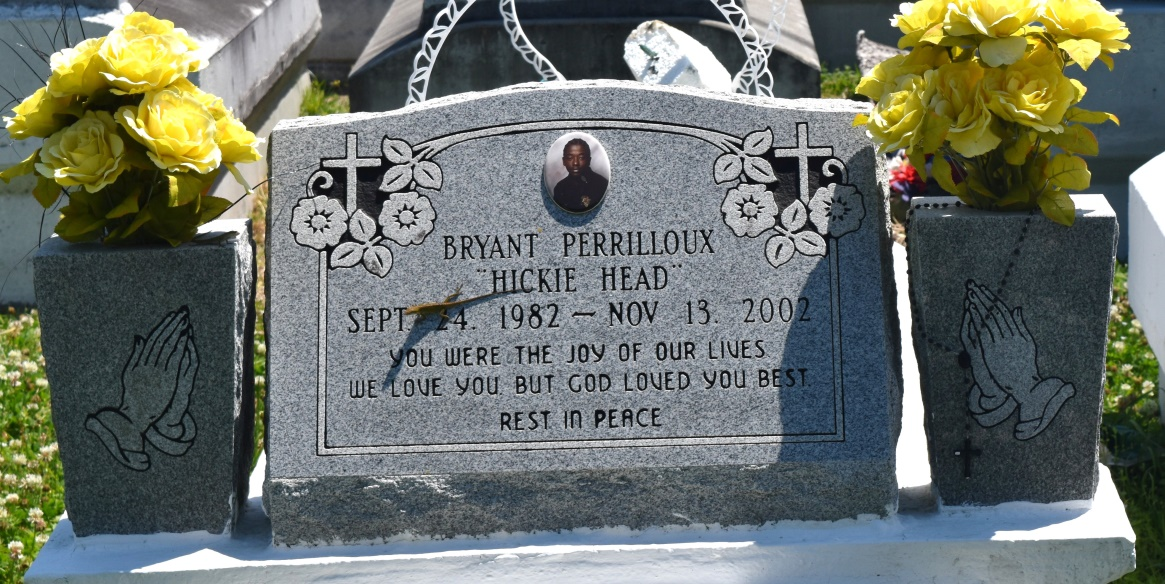 BRYANT PERRILLOUX
"HICKIE HEAD"
SEPT 24. 1982 — NOV 13. 2002
YOU WERE THE JOY OF OUR LIVES
WE LOVE YOU, BUT GOD LOVED YOU BEST.
REST IN PEACE